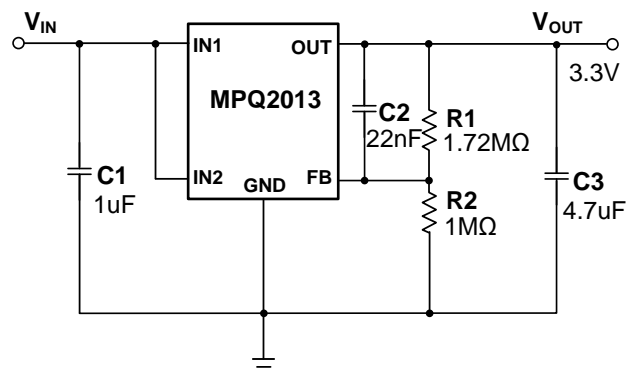 VIN
VOUT
IN1
OUT
3.3V
MPQ2013
C2
22nF
R1
1.72MΩ
C1
1uF
IN2
GND
FB
R2
1MΩ
C3
4.7uF